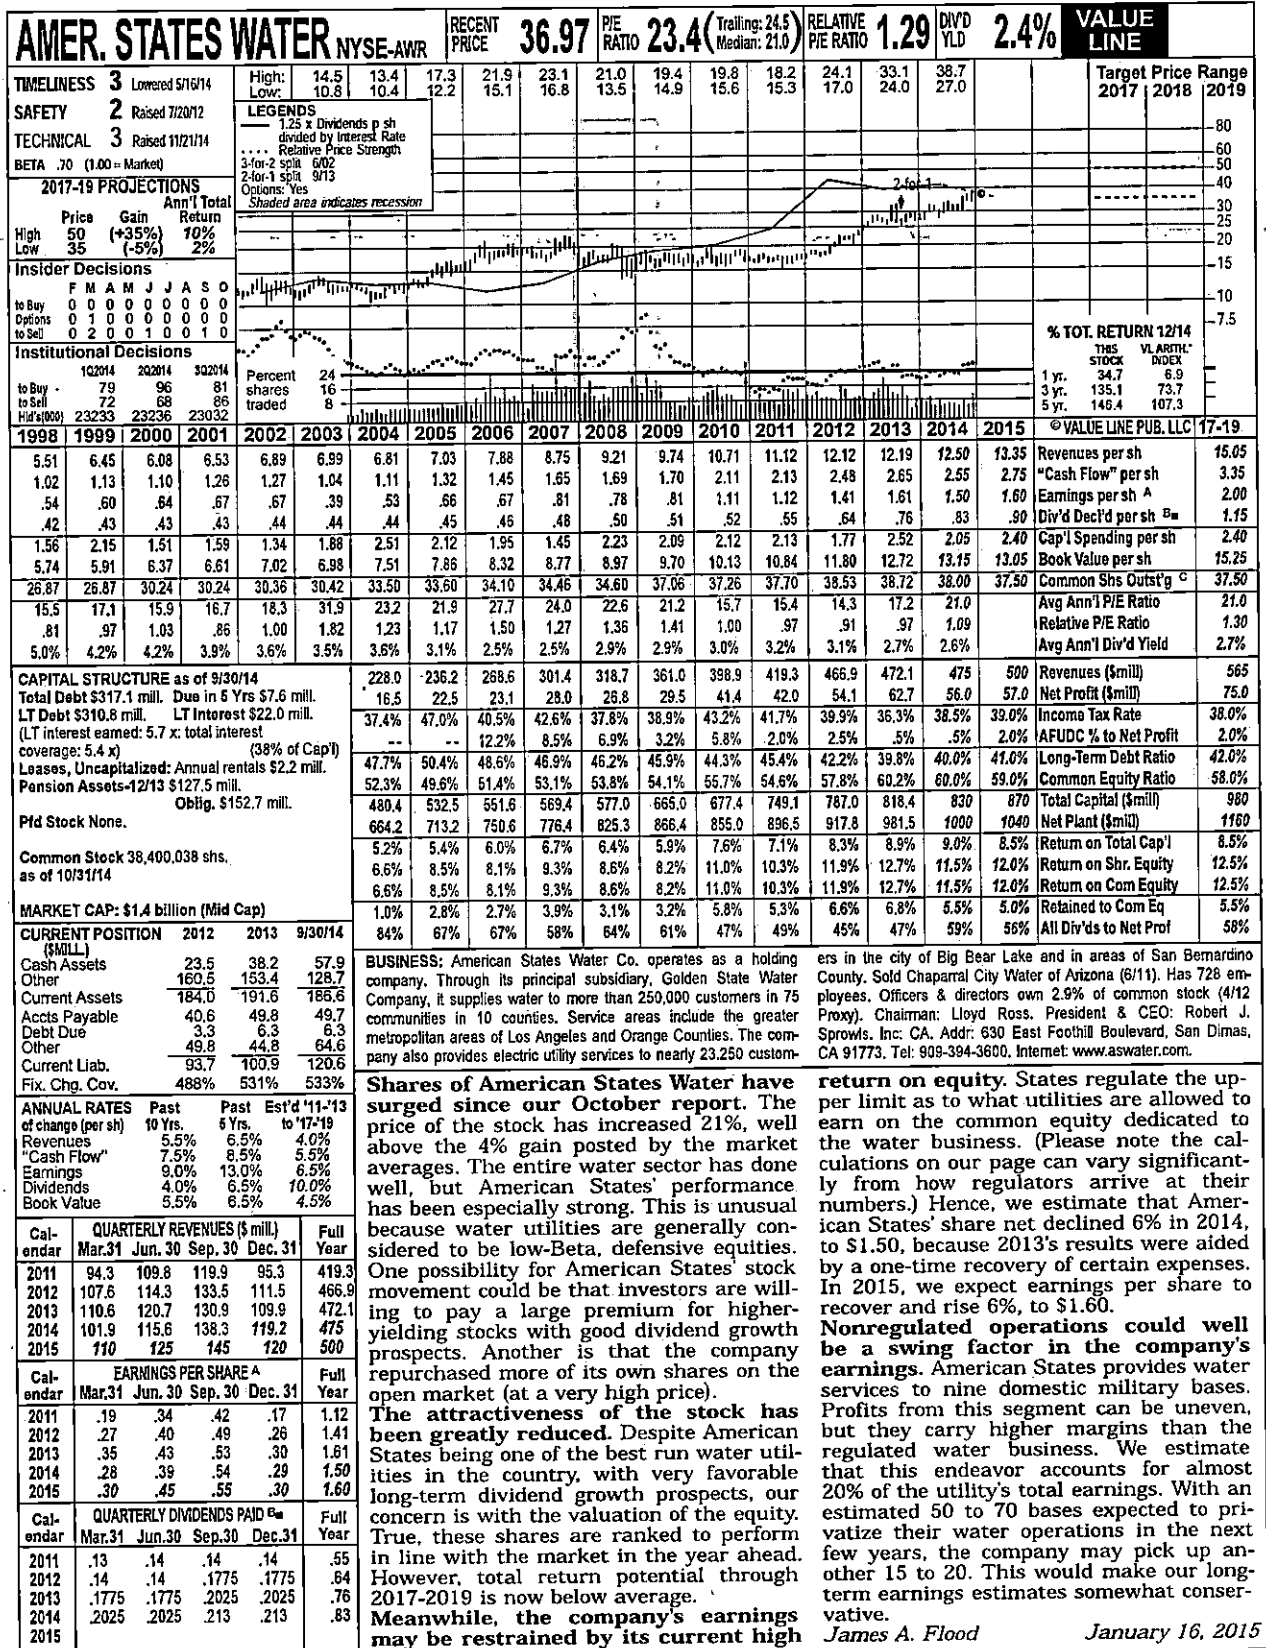 AMER. STATES WATER NYSE-AWR
RECENT PRICE 36.97
P/E RATIO 23.4 (Trailing: 24.5 Median: 21.0)
RELATIVE P/E RATIO 1.29
DIV'D YLD 2.4%
VALUE LINE
TIMELINESS 3 Lowered 5/16/14
SAFETY 2 Raised 7/20/12
TECHNICAL 3 Raised 11/21/14
BETA .70 (1.00 = Market)
2017-19 PROJECTIONS
Ann'l Total
Price Gain Return
High 50 (+35%) 10%
Low 35 (-5%) 2%
Insider Decisions
F M A M J J A S O
to Buy 0 0 0 0 0 0 0 0 0
Options 0 1 0 0 0 0 0 0 0
to Sell 0 2 0 0 1 0 0 1 0
Institutional Decisions
1Q2014 2Q2014 3Q2014
to Buy 79 96 81
to Sell 72 68 86
Hld's(000) 23233 23236 23032
High: 14.5 13.4 17.3 21.9 23.1 21.0 19.4 19.8 18.2 24.1 33.1 38.7
Low: 10.8 10.4 12.2 15.1 16.8 13.5 14.9 15.6 15.3 17.0 24.0 27.0
LEGENDS
1.25 x Dividends p sh
divided by Interest Rate
.... Relative Price Strength
3-for-2 split 6/02
2-for-1 split 9/13
Options: Yes
Shaded area indicates recession
2-for-1
Percent 24
shares 16
traded 8
Target Price Range
2017 2018 2019
80
60
50
40
30
25
20
15
10
7.5
% TOT. RETURN 12/14
THIS VL ARITH.*
STOCK INDEX
1 yr. 34.7 6.9
3 yr. 135.1 73.7
5 yr. 146.4 107.3
1998 1999 2000 2001 2002 2003 2004 2005 2006 2007 2008 2009 2010 2011 2012 2013 2014 2015 © VALUE LINE PUB. LLC 17-19
5.51 6.45 6.08 6.53 6.89 6.99 6.81 7.03 7.88 8.75 9.21 9.74 10.71 11.12 12.12 12.19 12.50 13.35 Revenues per sh 15.05
1.02 1.13 1.10 1.26 1.27 1.04 1.11 1.32 1.45 1.65 1.69 1.70 2.11 2.13 2.48 2.65 2.55 2.75 "Cash Flow" per sh 3.35
.54 .60 .64 .67 .67 .39 .53 .66 .67 .81 .78 .81 1.11 1.12 1.41 1.61 1.50 1.60 Earnings per sh A 2.00
.42 .43 .43 .43 .44 .44 .44 .45 .46 .48 .50 .51 .52 .55 .64 .76 .83 .90 Div'd Decl'd per sh B■ 1.15
1.56 2.15 1.51 1.59 1.34 1.88 2.51 2.12 1.95 1.45 2.23 2.09 2.12 2.13 1.77 2.52 2.05 2.40 Cap'l Spending per sh 2.40
5.74 5.91 6.37 6.61 7.02 6.98 7.51 7.86 8.32 8.77 8.97 9.70 10.13 10.84 11.80 12.72 13.15 13.05 Book Value per sh 15.25
26.87 26.87 30.24 30.24 30.36 30.42 33.50 33.60 34.10 34.46 34.60 37.06 37.26 37.70 38.53 38.72 38.00 37.50 Common Shs Outst'g C 37.50
15.5 17.1 15.9 16.7 18.3 31.9 23.2 21.9 27.7 24.0 22.6 21.2 15.7 15.4 14.3 17.2 21.0 Avg Ann'l P/E Ratio 21.0
.81 .97 1.03 .86 1.00 1.82 1.23 1.17 1.50 1.27 1.36 1.41 1.00 .97 .91 .97 1.09 Relative P/E Ratio 1.30
5.0% 4.2% 4.2% 3.9% 3.6% 3.5% 3.6% 3.1% 2.5% 2.5% 2.9% 2.9% 3.0% 3.2% 3.1% 2.7% 2.6% Avg Ann'l Div'd Yield 2.7%
228.0 236.2 268.6 301.4 318.7 361.0 398.9 419.3 466.9 472.1 475 500 Revenues ($mill) 565
16.5 22.5 23.1 28.0 26.8 29.5 41.4 42.0 54.1 62.7 56.0 57.0 Net Profit ($mill) 75.0
37.4% 47.0% 40.5% 42.6% 37.8% 38.9% 43.2% 41.7% 39.9% 36.3% 38.5% 39.0% Income Tax Rate 38.0%
-- -- 12.2% 8.5% 6.9% 3.2% 5.8% 2.0% 2.5% .5% .5% 2.0% AFUDC % to Net Profit 2.0%
47.7% 50.4% 48.6% 46.9% 46.2% 45.9% 44.3% 45.4% 42.2% 39.8% 40.0% 41.0% Long-Term Debt Ratio 42.0%
52.3% 49.6% 51.4% 53.1% 53.8% 54.1% 55.7% 54.6% 57.8% 60.2% 60.0% 59.0% Common Equity Ratio 58.0%
480.4 532.5 551.6 569.4 577.0 665.0 677.4 749.1 787.0 818.4 830 870 Total Capital ($mill) 980
664.2 713.2 750.6 776.4 825.3 866.4 855.0 896.5 917.8 981.5 1000 1040 Net Plant ($mill) 1160
5.2% 5.4% 6.0% 6.7% 6.4% 5.9% 7.6% 7.1% 8.3% 8.9% 9.0% 8.5% Return on Total Cap'l 8.5%
6.6% 8.5% 8.1% 9.3% 8.6% 8.2% 11.0% 10.3% 11.9% 12.7% 11.5% 12.0% Return on Shr. Equity 12.5%
6.6% 8.5% 8.1% 9.3% 8.6% 8.2% 11.0% 10.3% 11.9% 12.7% 11.5% 12.0% Return on Com Equity 12.5%
1.0% 2.8% 2.7% 3.9% 3.1% 3.2% 5.8% 5.3% 6.6% 6.8% 5.5% 5.0% Retained to Com Eq 5.5%
84% 67% 67% 58% 64% 61% 47% 49% 45% 47% 59% 56% All Div'ds to Net Prof 58%
CAPITAL STRUCTURE as of 9/30/14
Total Debt $317.1 mill. Due in 5 Yrs $7.6 mill.
LT Debt $310.8 mill. LT Interest $22.0 mill.
(LT interest earned: 5.7 x: total interest
coverage: 5.4 x) (38% of Cap'l)
Leases, Uncapitalized: Annual rentals $2.2 mill.
Pension Assets-12/13 $127.5 mill.
Oblig. $152.7 mill.
Pfd Stock None.
Common Stock 38,400,038 shs.
as of 10/31/14
MARKET CAP: $1.4 billion (Mid Cap)
CURRENT POSITION 2012 2013 9/30/14
($MILL)
Cash Assets 23.5 38.2 57.9
Other 160.5 153.4 128.7
Current Assets 184.0 191.6 186.6
Accts Payable 40.6 49.8 49.7
Debt Due 3.3 6.3 6.3
Other 49.8 44.8 64.6
Current Liab. 93.7 100.9 120.6
Fix. Chg. Cov. 488% 531% 533%
ANNUAL RATES Past Past Est'd '11-'13
of change (per sh) 10 Yrs. 5 Yrs. to '17-'19
Revenues 5.5% 6.5% 4.0%
"Cash Flow" 7.5% 8.5% 5.5%
Earnings 9.0% 13.0% 6.5%
Dividends 4.0% 6.5% 10.0%
Book Value 5.5% 6.5% 4.5%
Cal-endar QUARTERLY REVENUES ($ mill.) Full Year
Mar.31 Jun. 30 Sep. 30 Dec. 31
2011 94.3 109.8 119.9 95.3 419.3
2012 107.6 114.3 133.5 111.5 466.9
2013 110.6 120.7 130.9 109.9 472.1
2014 101.9 115.6 138.3 119.2 475
2015 110 125 145 120 500
Cal-endar EARNINGS PER SHARE A Full Year
Mar.31 Jun. 30 Sep. 30 Dec. 31
2011 .19 .34 .42 .17 1.12
2012 .27 .40 .49 .26 1.41
2013 .35 .43 .53 .30 1.61
2014 .28 .39 .54 .29 1.50
2015 .30 .45 .55 .30 1.60
Cal-endar QUARTERLY DIVIDENDS PAID B■ Full Year
Mar.31 Jun.30 Sep.30 Dec.31
2011 .13 .14 .14 .14 .55
2012 .14 .14 .1775 .1775 .64
2013 .1775 .1775 .2025 .2025 .76
2014 .2025 .2025 .213 .213 .83
2015
BUSINESS: American States Water Co. operates as a holding
company. Through its principal subsidiary, Golden State Water
Company, it supplies water to more than 250,000 customers in 75
communities in 10 counties. Service areas include the greater
metropolitan areas of Los Angeles and Orange Counties. The com-
pany also provides electric utility services to nearly 23,250 custom-
ers in the city of Big Bear Lake and in areas of San Bernardino
County. Sold Chaparral City Water of Arizona (6/11). Has 728 em-
ployees. Officers & directors own 2.9% of common stock (4/12
Proxy). Chairman: Lloyd Ross. President & CEO: Robert J.
Sprowls. Inc: CA. Addr: 630 East Foothill Boulevard, San Dimas,
CA 91773. Tel: 909-394-3600. Internet: www.aswater.com.
Shares of American States Water have
surged since our October report. The
price of the stock has increased 21%, well
above the 4% gain posted by the market
averages. The entire water sector has done
well, but American States' performance
has been especially strong. This is unusual
because water utilities are generally con-
sidered to be low-Beta, defensive equities.
One possibility for American States' stock
movement could be that investors are will-
ing to pay a large premium for higher-
yielding stocks with good dividend growth
prospects. Another is that the company
repurchased more of its own shares on the
open market (at a very high price).
The attractiveness of the stock has
been greatly reduced. Despite American
States being one of the best run water util-
ities in the country, with very favorable
long-term dividend growth prospects, our
concern is with the valuation of the equity.
True, these shares are ranked to perform
in line with the market in the year ahead.
However, total return potential through
2017-2019 is now below average.
Meanwhile, the company's earnings
may be restrained by its current high
return on equity. States regulate the up-
per limit as to what utilities are allowed to
earn on the common equity dedicated to
the water business. (Please note the cal-
culations on our page can vary significant-
ly from how regulators arrive at their
numbers.) Hence, we estimate that Amer-
ican States' share net declined 6% in 2014,
to $1.50, because 2013's results were aided
by a one-time recovery of certain expenses.
In 2015, we expect earnings per share to
recover and rise 6%, to $1.60.
Nonregulated operations could well
be a swing factor in the company's
earnings. American States provides water
services to nine domestic military bases.
Profits from this segment can be uneven,
but they carry higher margins than the
regulated water business. We estimate
that this endeavor accounts for almost
20% of the utility's total earnings. With an
estimated 50 to 70 bases expected to pri-
vatize their water operations in the next
few years, the company may pick up an-
other 15 to 20. This would make our long-
term earnings estimates somewhat conser-
vative.
James A. Flood January 16, 2015